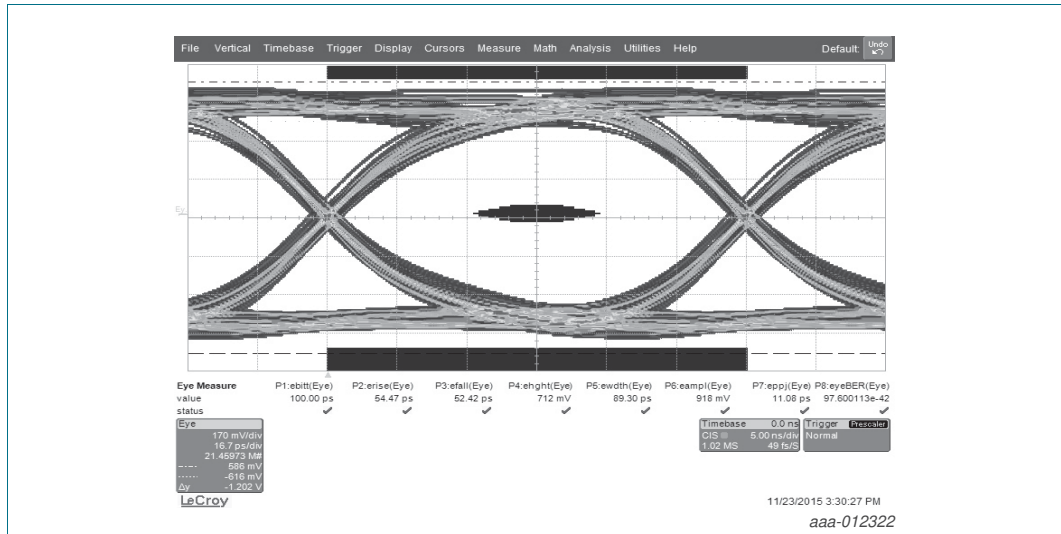 File Vertical Timebase Trigger Display Cursors Measure Math Analysis Utilities Help Default: Undo
Ey
Eye Measure P1:ebitt(Eye) P2:erise(Eye) P3:efall(Eye) P4:ehght(Eye) P5:ewdth(Eye) P6:eampl(Eye) P7:eppj(Eye) P8:eyeBER(Eye)
value 100.00 ps 54.47 ps 52.42 ps 712 mV 89.30 ps 918 mV 11.08 ps 97.600113e-42
status
Eye
170 mV/div
16.7 ps/div
21.45973 M#
586 mV
-616 mV
Δy -1.202 V
Timebase 0.0 ns
CIS 5.00 ns/div
1.02 MS 49 fs/S
Trigger Prescaler
Normal
LeCroy
11/23/2015 3:30:27 PM
aaa-012322